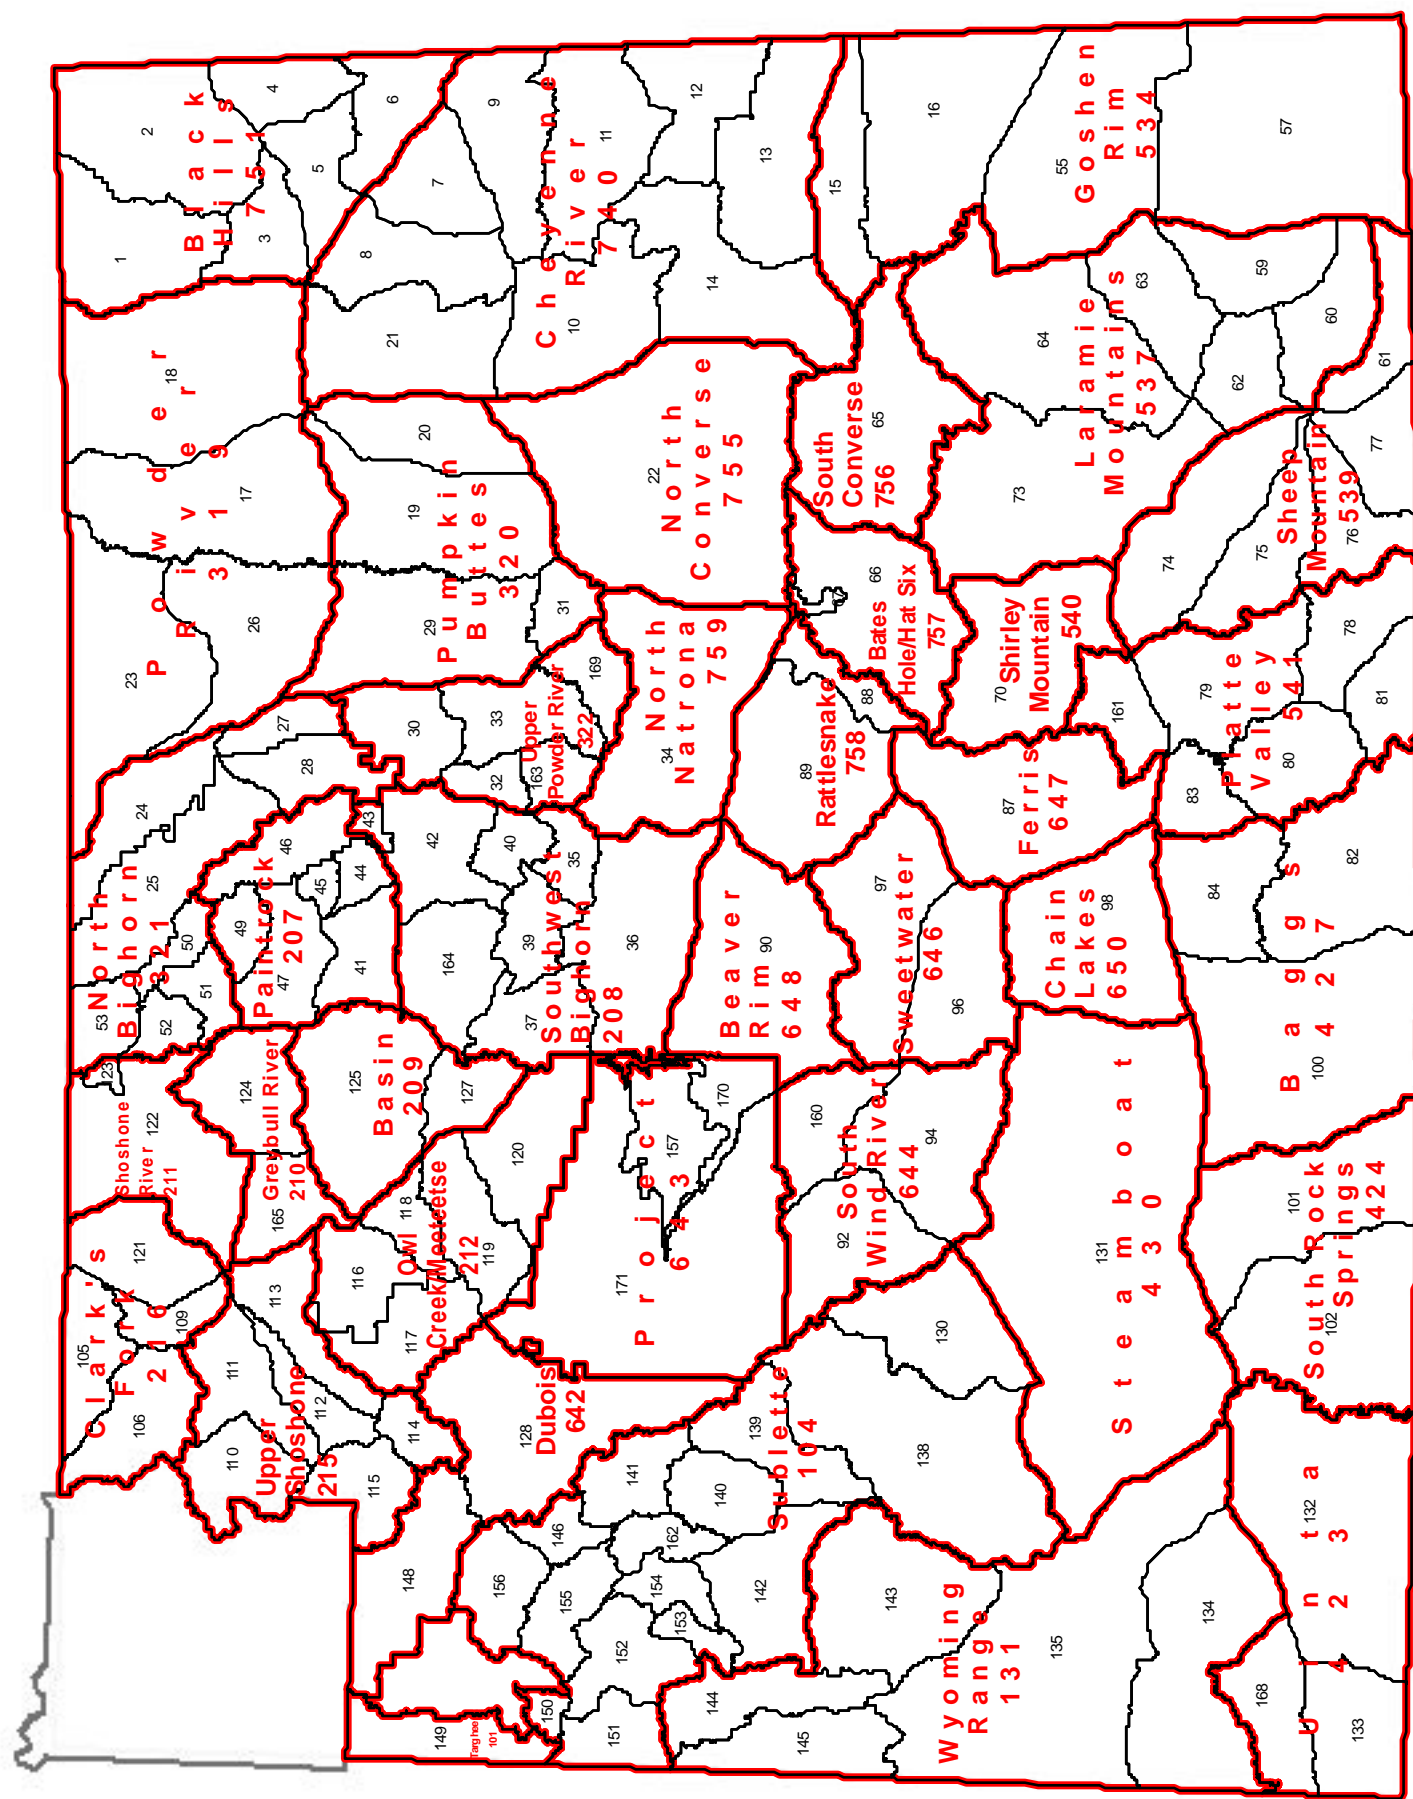 Black
Hills
751
Powder
River
319
Cheyenne
River
740
Pumpkin
Buttes
320
North
Converse
755
South
Converse
756
Goshen
Rim
534
Laramie
Mountains
537
Sheep
Mountain
539
Bates
Hole/Hat Six
757
Shirley
Mountain
540
Platte
Valley
541
North
Natrona
759
Upper
Powder River
322
Rattlesnake
758
Ferris
647
North
Bighorn
321
Paintrock
207
Southwest
Bighorn
208
Beaver
Rim
648
Sweetwater
646
Chain
Lakes
650
Baggs
427
Shoshone
River
211
Greybull River
210
Basin
209
Owl
Creek/Meeteetse
212
Project
643
South
Wind River
644
Steamboat
430
South Rock
Springs
424
Clark's
Fork
216
Upper
Shoshone
215
Dubois
642
Sublette
104
Wyoming
Range
131
Targhee
101
Uinta
423
1
2
3
4
5
6
7
8
9
10
11
12
13
14
15
16
17
18
19
20
21
22
23
24
25
26
27
28
29
30
31
32
33
34
35
36
37
39
40
41
42
43
44
45
46
47
49
50
51
52
53
55
57
59
60
61
62
63
64
65
66
70
73
74
75
76
77
78
79
80
81
82
83
84
87
88
89
90
92
94
96
97
98
100
101
102
105
106
109
110
111
112
113
114
115
116
117
118
119
120
121
122
124
125
127
128
130
131
132
133
134
135
138
139
140
141
142
143
144
145
146
148
149
150
151
152
153
154
155
156
157
160
161
162
163
164
165
168
169
170
171